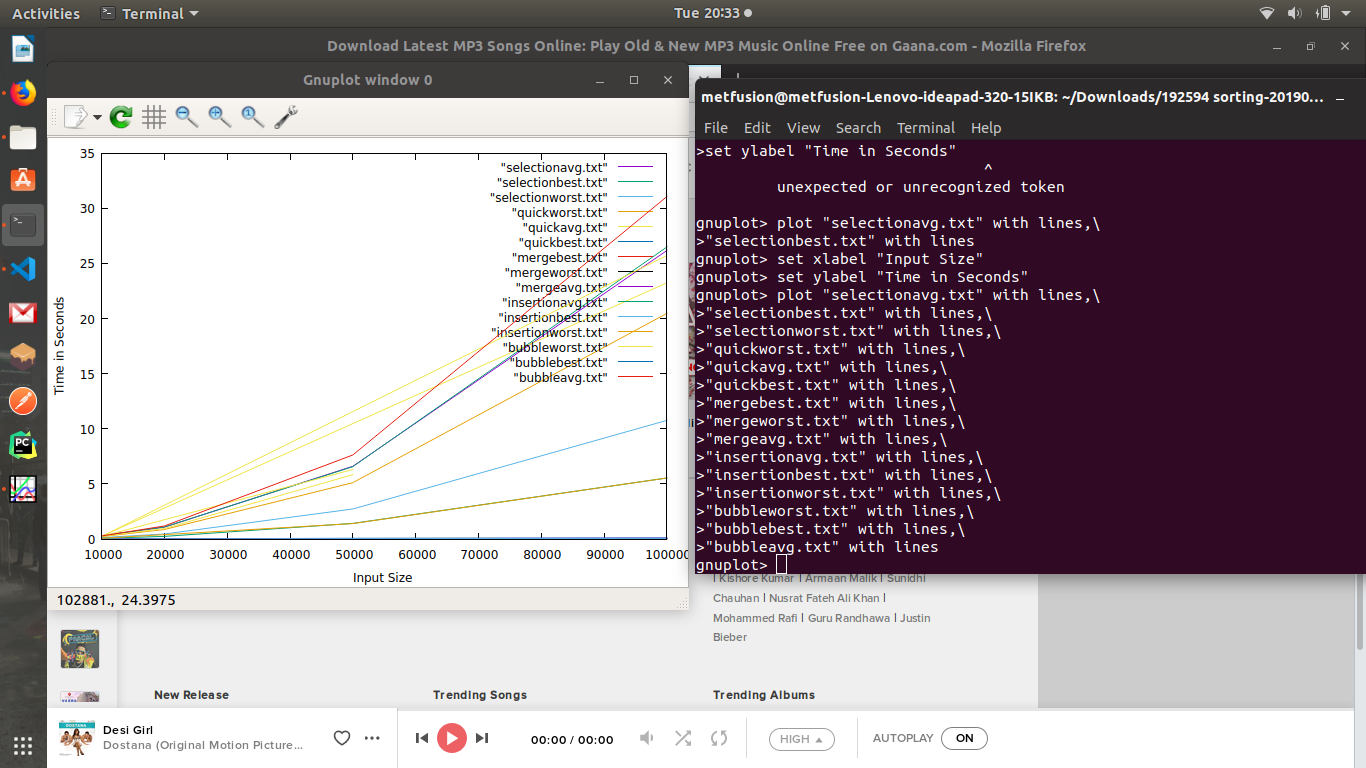 Activities
Terminal
Tue 20:33
Download Latest MP3 Songs Online: Play Old & New MP3 Music Online Free on Gaana.com - Mozilla Firefox
Gnuplot window 0
35
30
25
20
15
10
5
0
Time in Seconds
"selectionavg.txt"
"selectionbest.txt"
"selectionworst.txt"
"quickworst.txt"
"quickavg.txt"
"quickbest.txt"
"mergebest.txt"
"mergeworst.txt"
"mergeavg.txt"
"insertionavg.txt"
"insertionbest.txt"
"insertionworst.txt"
"bubbleworst.txt"
"bubblebest.txt"
"bubbleavg.txt"
10000 20000 30000 40000 50000 60000 70000 80000 90000 100000
Input Size
102881., 24.3975
metfusion@metfusion-Lenovo-ideapad-320-15IKB: ~/Downloads/192594 sorting-20190...
File Edit View Search Terminal Help
>set ylabel "Time in Seconds"
^
unexpected or unrecognized token
gnuplot> plot "selectionavg.txt" with lines,\
>"selectionbest.txt" with lines
gnuplot> set xlabel "Input Size"
gnuplot> set ylabel "Time in Seconds"
gnuplot> plot "selectionavg.txt" with lines,\
>"selectionbest.txt" with lines,\
>"selectionworst.txt" with lines,\
>"quickworst.txt" with lines,\
>"quickavg.txt" with lines,\
>"quickbest.txt" with lines,\
>"mergebest.txt" with lines,\
>"mergeworst.txt" with lines,\
>"mergeavg.txt" with lines,\
>"insertionavg.txt" with lines,\
>"insertionbest.txt" with lines,\
>"insertionworst.txt" with lines,\
>"bubbleworst.txt" with lines,\
>"bubblebest.txt" with lines,\
>"bubbleavg.txt" with lines
gnuplot>
| Kishore Kumar | Armaan Malik | Sunidhi
Chauhan | Nusrat Fateh Ali Khan |
Mohammed Rafi | Guru Randhawa | Justin
Bieber
New Release
Trending Songs
Trending Albums
Desi Girl
Dostana (Original Motion Picture...
00:00 / 00:00
HIGH
AUTOPLAY
ON
PC